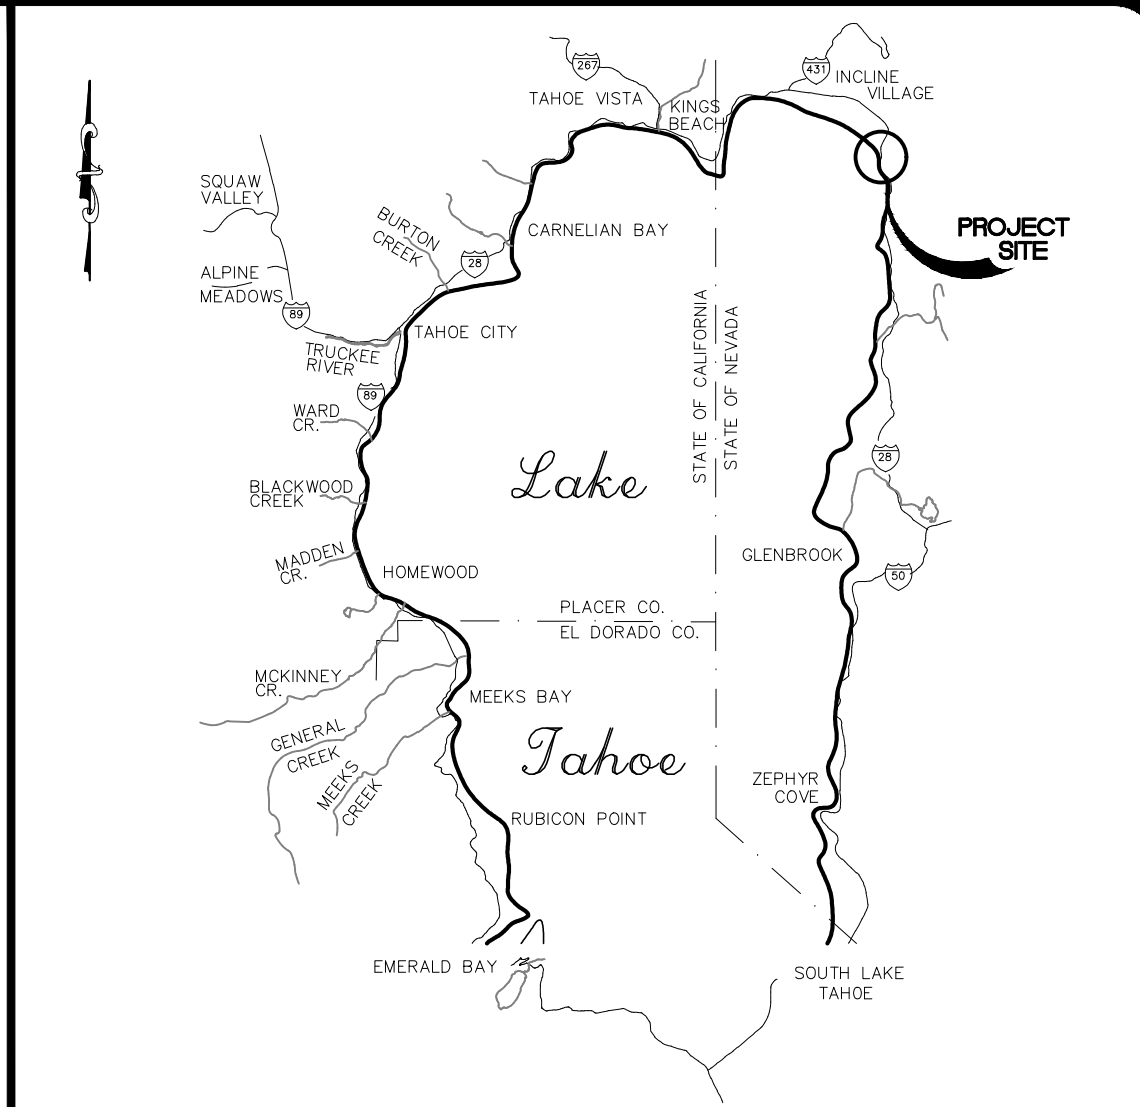 267
431
INCLINE
VILLAGE
TAHOE VISTA
KINGS
BEACH
SQUAW
VALLEY
BURTON
CREEK
CARNELIAN BAY
PROJECT
SITE
28
ALPINE
MEADOWS
89
TAHOE CITY
TRUCKEE
RIVER
STATE OF CALIFORNIA
STATE OF NEVADA
89
WARD
CR.
28
Lake
BLACKWOOD
CREEK
MADDEN
CR.
HOMEWOOD
GLENBROOK
50
PLACER CO.
EL DORADO CO.
MCKINNEY
CR.
MEEKS BAY
GENERAL
CREEK
MEEKS
CREEK
Tahoe
ZEPHYR
COVE
RUBICON POINT
EMERALD BAY
SOUTH LAKE
TAHOE